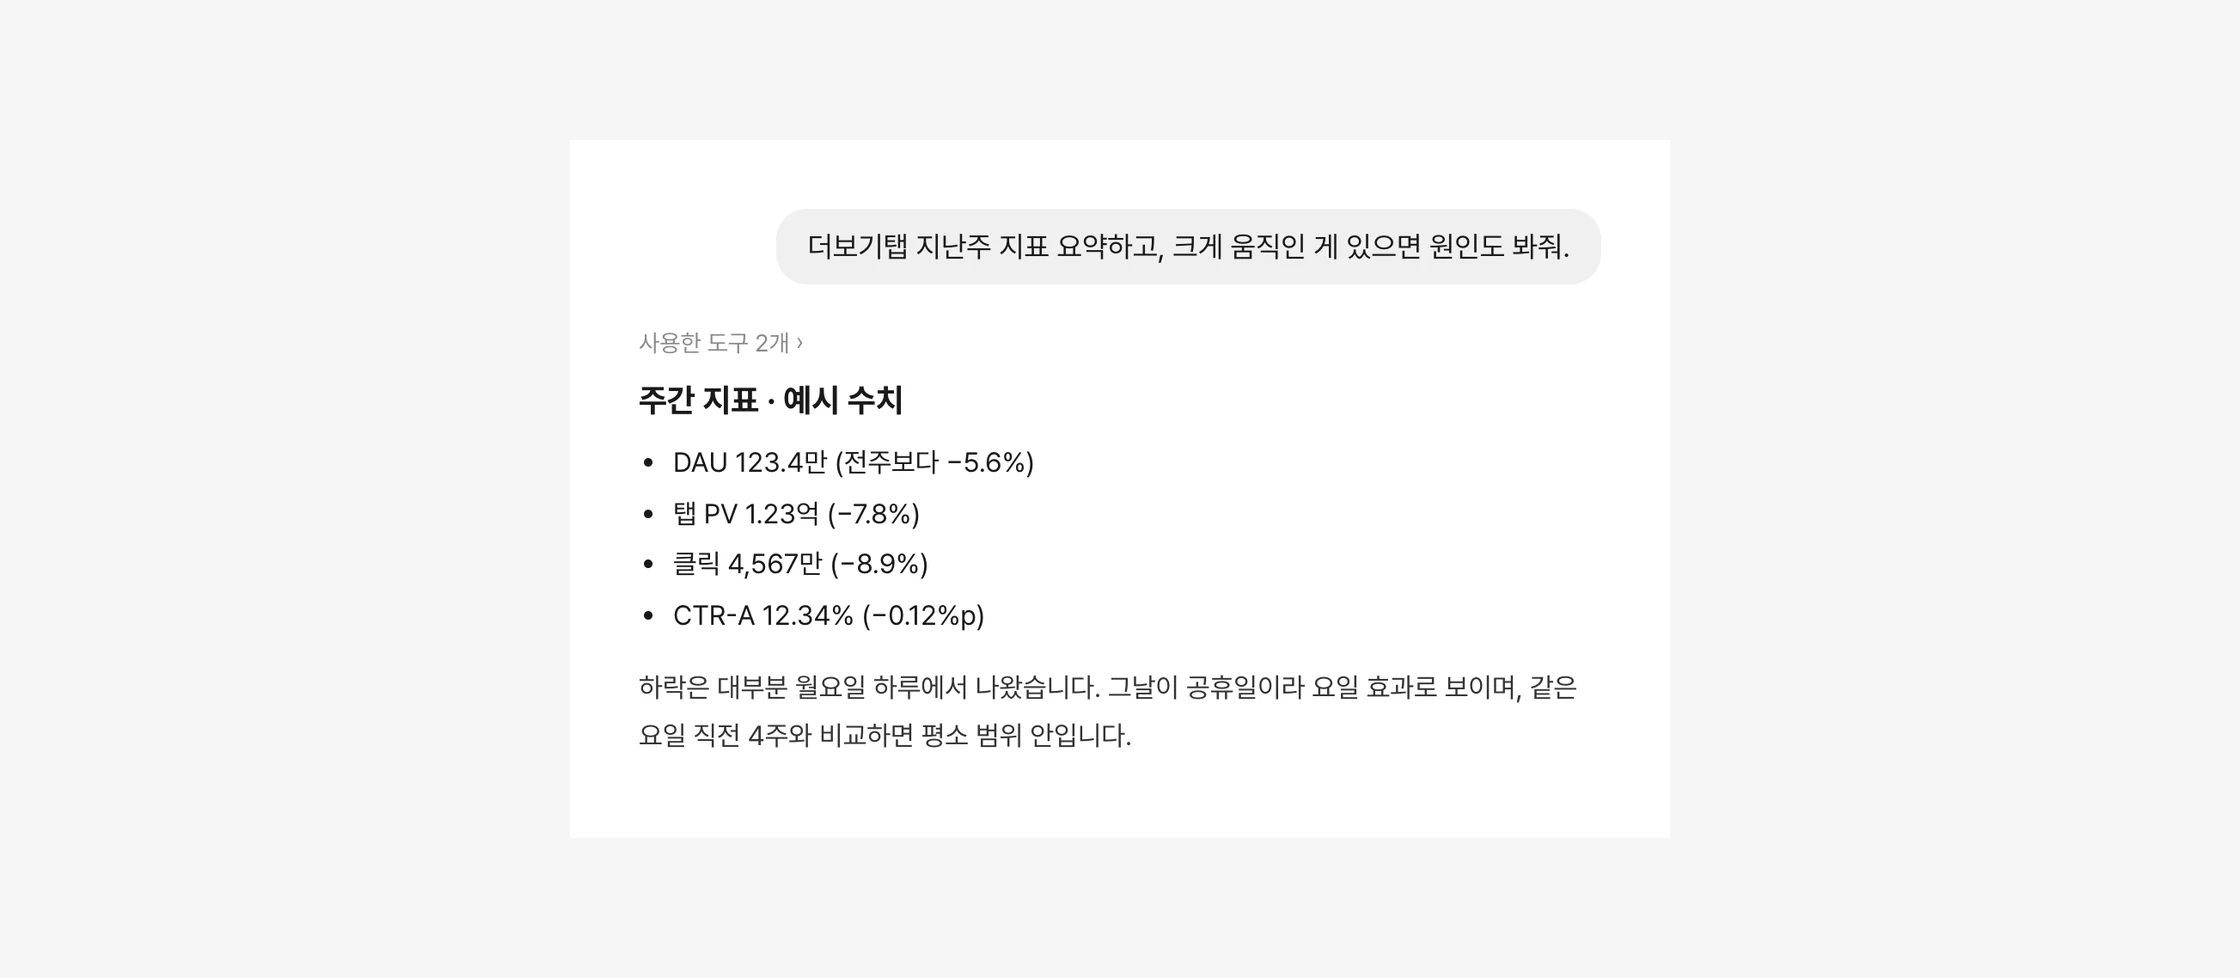 더보기탭 지난주 지표 요약하고, 크게 움직인 게 있으면 원인도 봐줘.
사용한 도구 2개 ›
주간 지표 · 예시 수치
• DAU 123.4만 (전주보다 −5.6%)
• 탭 PV 1.23억 (−7.8%)
• 클릭 4,567만 (−8.9%)
• CTR-A 12.34% (−0.12%p)
하락은 대부분 월요일 하루에서 나왔습니다. 그날이 공휴일이라 요일 효과로 보이며, 같은
요일 직전 4주와 비교하면 평소 범위 안입니다.